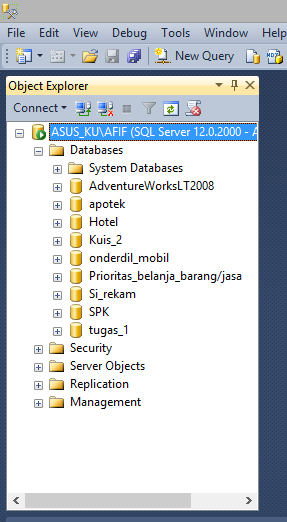 File Edit View Debug Tools Window Help
New Query
MDX
Object Explorer
Connect
ASUS_KU\AFIF (SQL Server 12.0.2000 - A
Databases
System Databases
AdventureWorksLT2008
apotek
Hotel
Kuis_2
onderdil_mobil
Prioritas_belanja_barang/jasa
Si_rekam
SPK
tugas_1
Security
Server Objects
Replication
Management